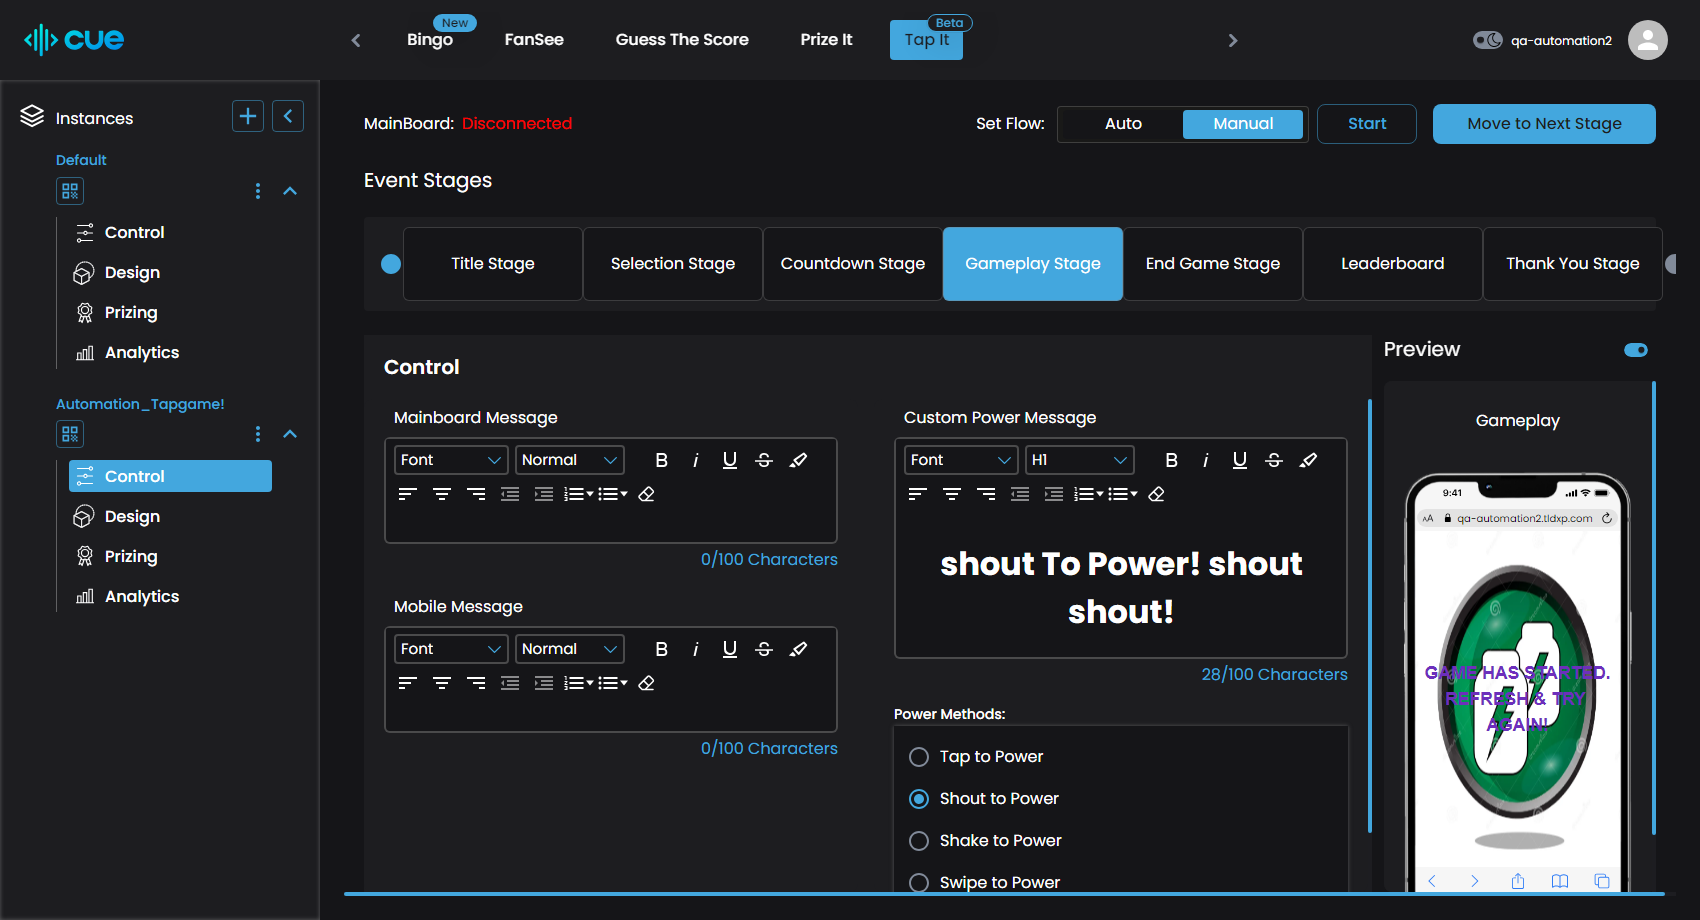 cue
Bingo
New
FanSee
Guess The Score
Prize It
Tap It
Beta
qa-automation2
Instances
Default
Control
Design
Prizing
Analytics
Automation_Tapgame!
Control
Design
Prizing
Analytics
MainBoard: Disconnected
Set Flow:
Auto
Manual
Start
Move to Next Stage
Event Stages
Title Stage
Selection Stage
Countdown Stage
Gameplay Stage
End Game Stage
Leaderboard
Thank You Stage
Control
Mainboard Message
Font
Normal
B i U S
0/100 Characters
Mobile Message
Font
Normal
B i U S
0/100 Characters
Custom Power Message
Font
H1
B i U S
shout To Power! shout
shout!
28/100 Characters
Power Methods:
Tap to Power
Shout to Power
Shake to Power
Swipe to Power
Preview
Gameplay
9:41
AA qa-automation2.tldxp.com
GAME HAS STARTED.
REFRESH & TRY
AGAIN!